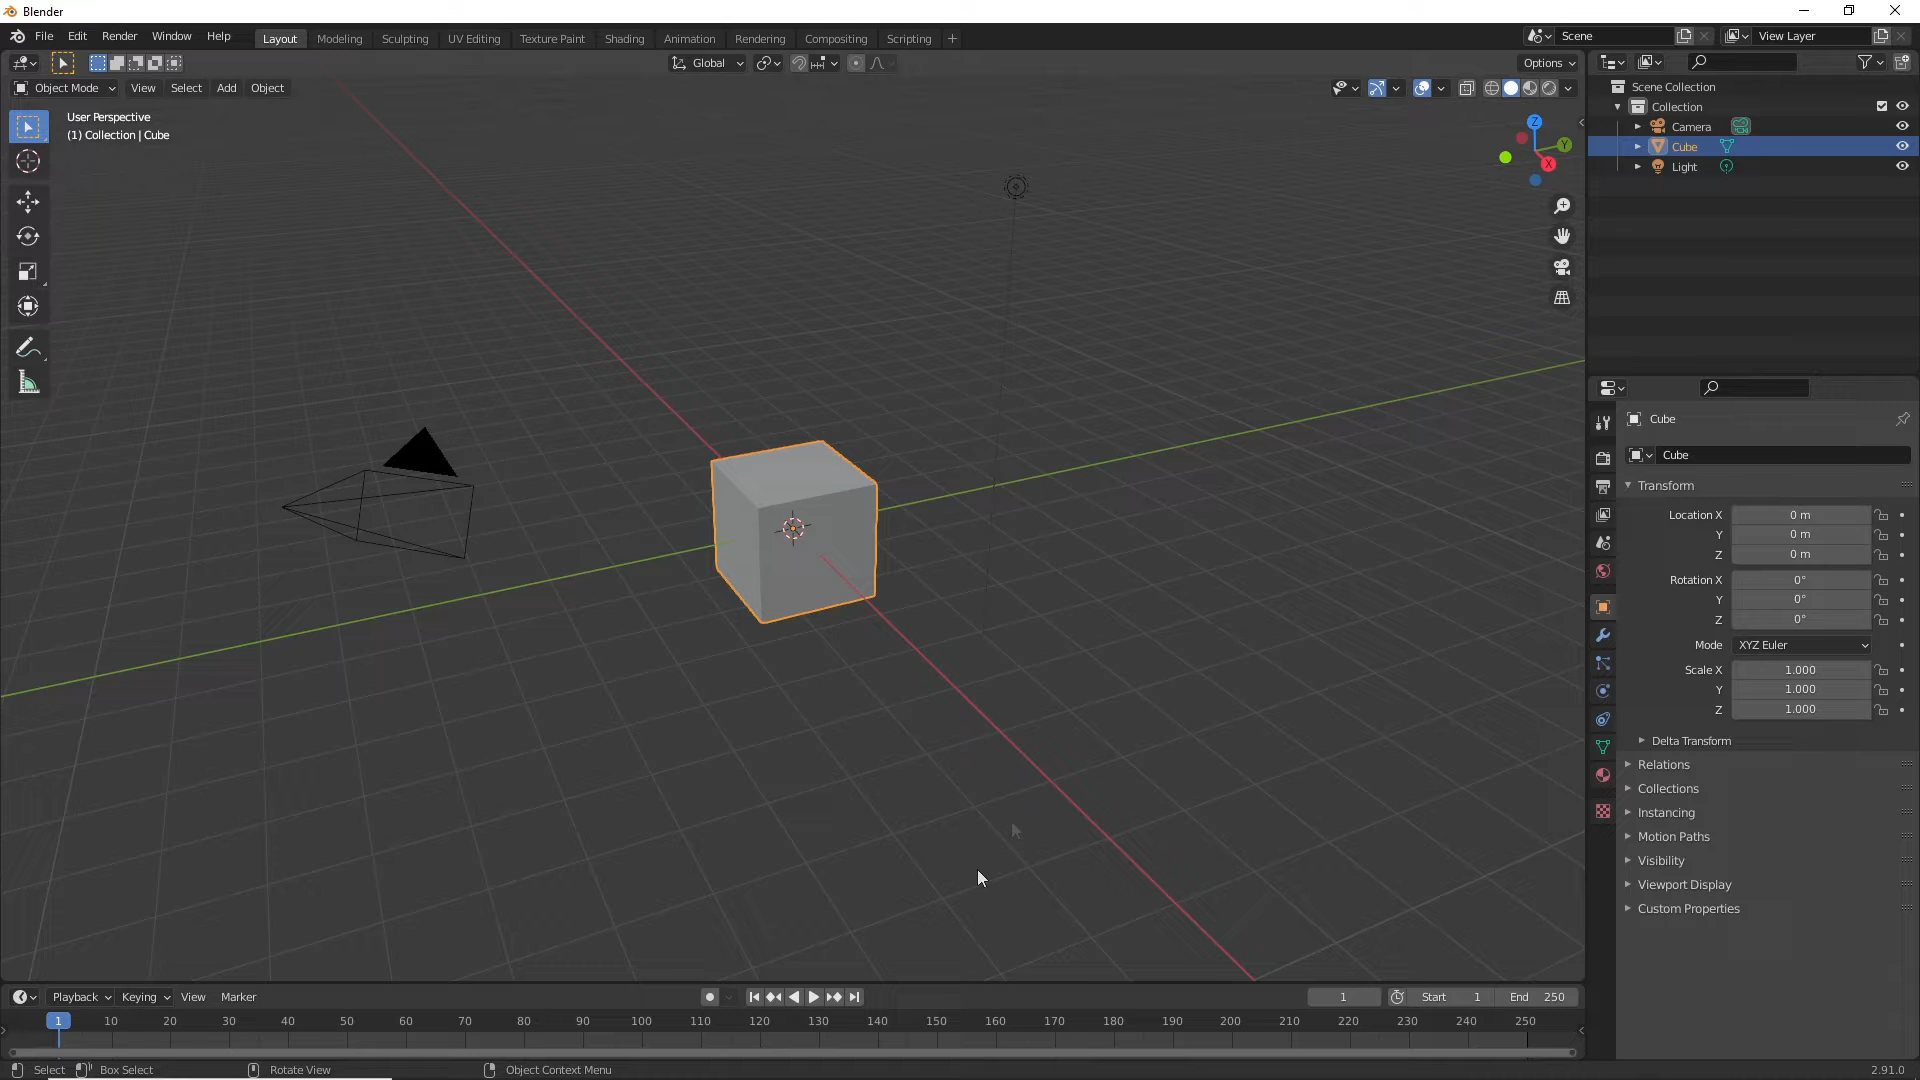 Blender
File Edit Render Window Help
Layout Modeling Sculpting UV Editing Texture Paint Shading Animation Rendering Compositing Scripting +
Scene
View Layer
Global
Options
Object Mode View Select Add Object
User Perspective
(1) Collection | Cube
Z
Y
X
Scene Collection
Collection
Camera
Cube
Light
Cube
Cube
Transform
Location X 0 m
Y 0 m
Z 0 m
Rotation X 0°
Y 0°
Z 0°
Mode XYZ Euler
Scale X 1.000
Y 1.000
Z 1.000
Delta Transform
Relations
Collections
Instancing
Motion Paths
Visibility
Viewport Display
Custom Properties
Playback Keying View Marker
1 Start 1 End 250
1 10 20 30 40 50 60 70 80 90 100 110 120 130 140 150 160 170 180 190 200 210 220 230 240 250
Select Box Select Rotate View Object Context Menu 2.91.0